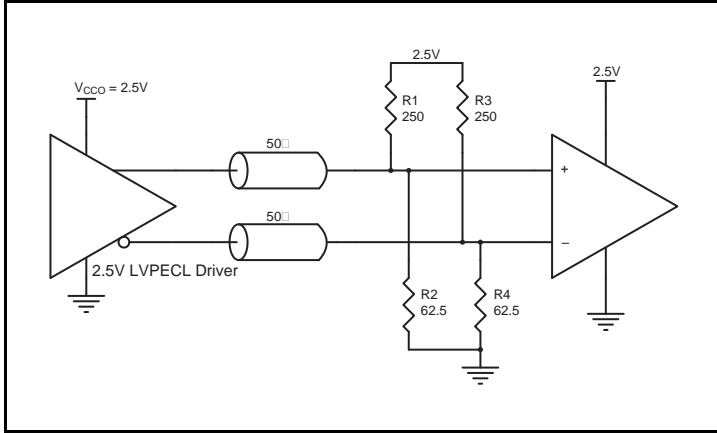 2.5V
V_CCO = 2.5V
2.5V
R1
250
R3
250
50□
+
50□
−
2.5V LVPECL Driver
R2
62.5
R4
62.5